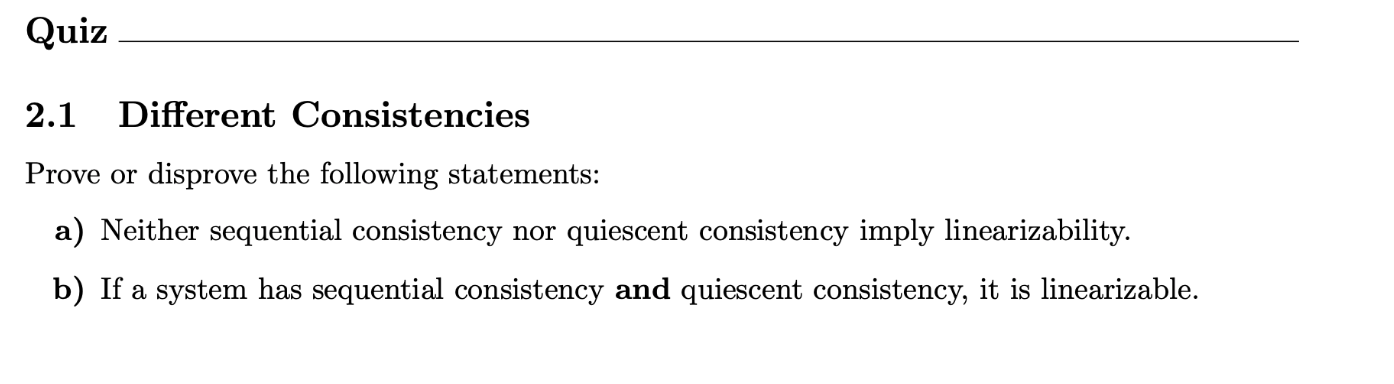 Quiz
2.1 Different Consistencies
Prove or disprove the following statements:
a) Neither sequential consistency nor quiescent consistency imply linearizability.
b) If a system has sequential consistency and quiescent consistency, it is linearizable.